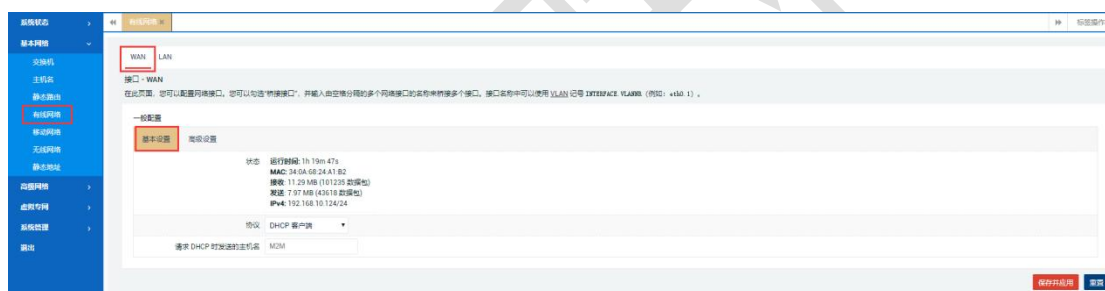 系统状态
有线网络
标签操作
基本网络
交换机
主机名
静态路由
有线网络
移动网络
无线网络
静态地址
高级网络
虚拟专网
系统管理
退出
WAN LAN
接口 - WAN
在此页面，您可以配置网络接口。您可以勾选“桥接接口”，并输入由空格分隔的多个网络接口的名称来桥接多个接口。接口名称中可以使用 VLAN 记号 INTERFACE.VLANNR（例如：eth0.1）。
一般配置
基本设置 高级设置
状态 运行时间: 1h 19m 47s
MAC: 34:0A:68:24:A1:B2
接收: 11.29 MB (101235 数据包)
发送: 7.97 MB (43618 数据包)
IPv4: 192.168.10.124/24
协议 DHCP 客户端
请求 DHCP 时发送的主机名 M2M
保存并应用 重置